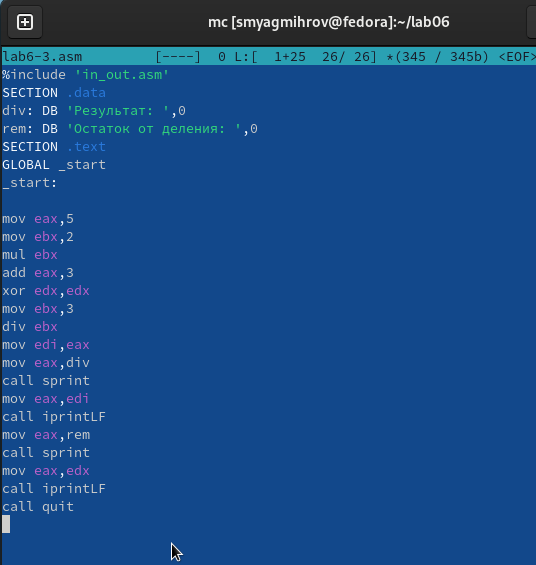 mc [smyagmihrov@fedora]:~/lab06
lab6-3.asm [----] 0 L:[ 1+25 26/ 26] *(345 / 345b) <EOF>
%include 'in_out.asm'
SECTION .data
div: DB 'Результат: ',0
rem: DB 'Остаток от деления: ',0
SECTION .text
GLOBAL _start
_start:
mov eax,5
mov ebx,2
mul ebx
add eax,3
xor edx,edx
mov ebx,3
div ebx
mov edi,eax
mov eax,div
call sprint
mov eax,edi
call iprintLF
mov eax,rem
call sprint
mov eax,edx
call iprintLF
call quit